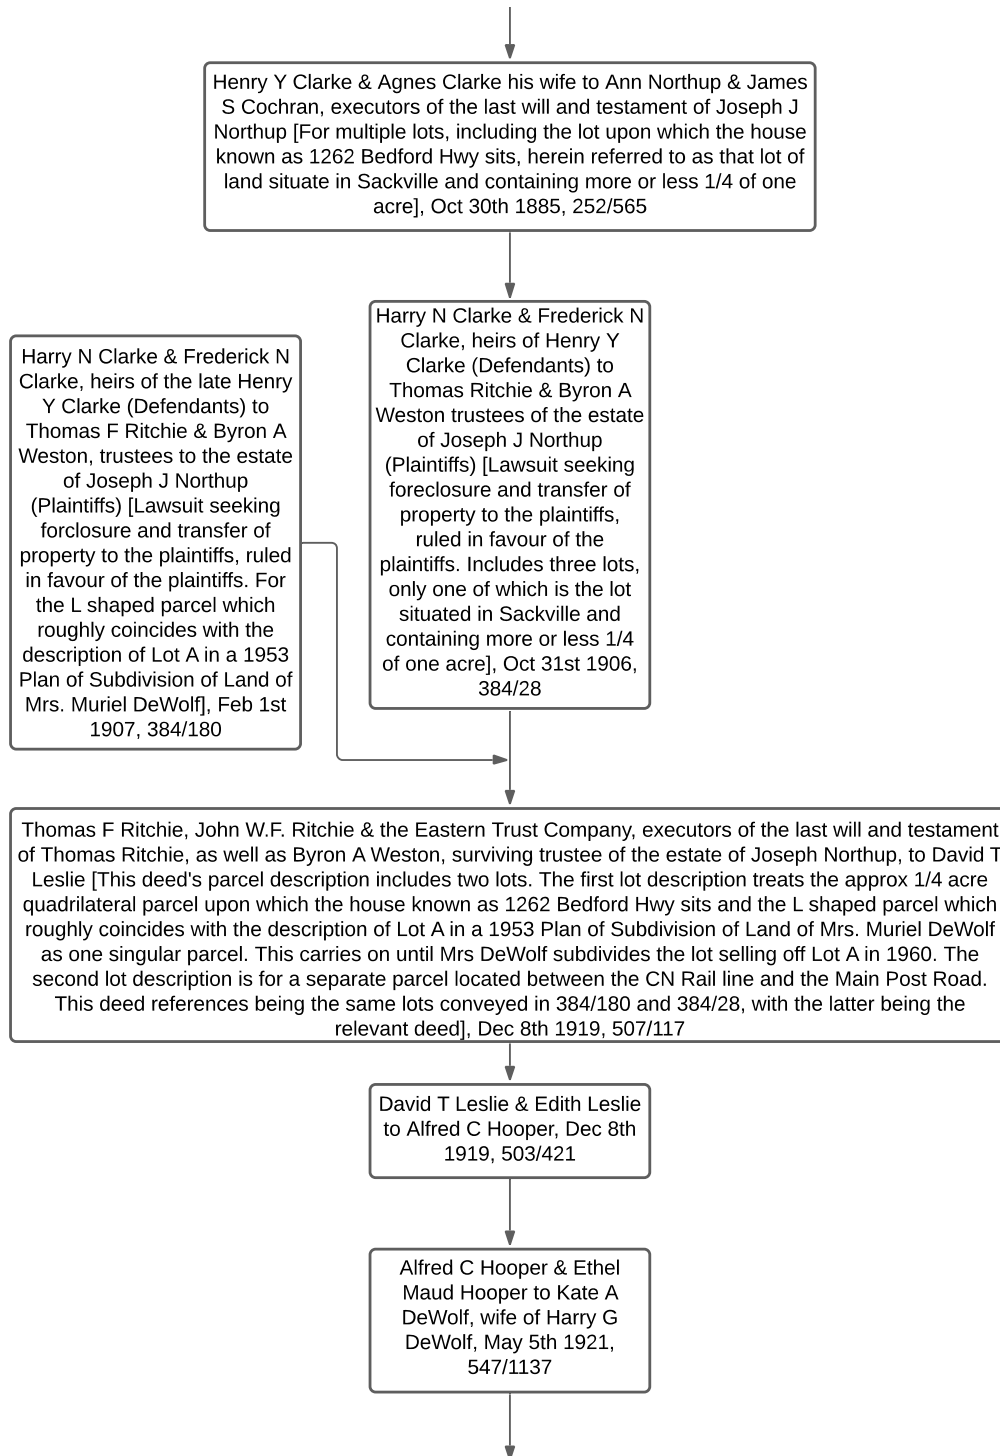 Henry Y Clarke & Agnes Clarke his wife to Ann Northup & James
S Cochran, executors of the last will and testament of Joseph J
Northup [For multiple lots, including the lot upon which the house
known as 1262 Bedford Hwy sits, herein referred to as that lot of
land situate in Sackville and containing more or less 1/4 of one
acre], Oct 30th 1885, 252/565
Harry N Clarke & Frederick N
Clarke, heirs of the late Henry
Y Clarke (Defendants) to
Thomas F Ritchie & Byron A
Weston, trustees to the estate
of Joseph J Northup
(Plaintiffs) [Lawsuit seeking
forclosure and transfer of
property to the plaintiffs, ruled
in favour of the plaintiffs. For
the L shaped parcel which
roughly coincides with the
description of Lot A in a 1953
Plan of Subdivision of Land of
Mrs. Muriel DeWolf], Feb 1st
1907, 384/180
Harry N Clarke & Frederick N
Clarke, heirs of Henry Y
Clarke (Defendants) to
Thomas Ritchie & Byron A
Weston trustees of the estate
of Joseph J Northup
(Plaintiffs) [Lawsuit seeking
foreclosure and transfer of
property to the plaintiffs,
ruled in favour of the
plaintiffs. Includes three lots,
only one of which is the lot
situated in Sackville and
containing more or less 1/4
of one acre], Oct 31st 1906,
384/28
Thomas F Ritchie, John W.F. Ritchie & the Eastern Trust Company, executors of the last will and testament
of Thomas Ritchie, as well as Byron A Weston, surviving trustee of the estate of Joseph Northup, to David T
Leslie [This deed's parcel description includes two lots. The first lot description treats the approx 1/4 acre
quadrilateral parcel upon which the house known as 1262 Bedford Hwy sits and the L shaped parcel which
roughly coincides with the description of Lot A in a 1953 Plan of Subdivision of Land of Mrs. Muriel DeWolf
as one singular parcel. This carries on until Mrs DeWolf subdivides the lot selling off Lot A in 1960. The
second lot description is for a separate parcel located between the CN Rail line and the Main Post Road.
This deed references being the same lots conveyed in 384/180 and 384/28, with the latter being the
relevant deed], Dec 8th 1919, 507/117
David T Leslie & Edith Leslie
to Alfred C Hooper, Dec 8th
1919, 503/421
Alfred C Hooper & Ethel
Maud Hooper to Kate A
DeWolf, wife of Harry G
DeWolf, May 5th 1921,
547/1137